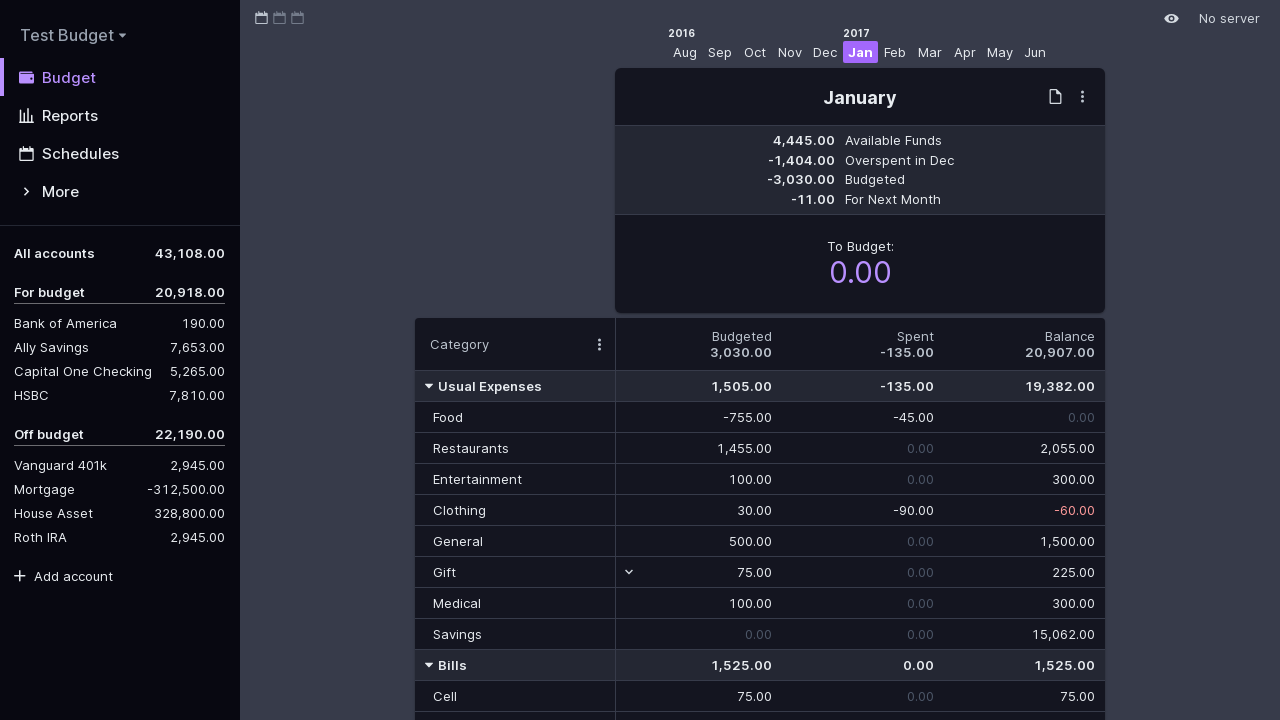 Test Budget
Budget
Reports
Schedules
More
All accounts 43,108.00
For budget 20,918.00
Bank of America 190.00
Ally Savings 7,653.00
Capital One Checking 5,265.00
HSBC 7,810.00
Off budget 22,190.00
Vanguard 401k 2,945.00
Mortgage -312,500.00
House Asset 328,800.00
Roth IRA 2,945.00
Add account
No server
2016 2017
Aug Sep Oct Nov Dec Jan Feb Mar Apr May Jun
January
4,445.00 Available Funds
-1,404.00 Overspent in Dec
-3,030.00 Budgeted
-11.00 For Next Month
To Budget:
0.00
Category Budgeted 3,030.00 Spent -135.00 Balance 20,907.00
Usual Expenses 1,505.00 -135.00 19,382.00
Food -755.00 -45.00 0.00
Restaurants 1,455.00 0.00 2,055.00
Entertainment 100.00 0.00 300.00
Clothing 30.00 -90.00 -60.00
General 500.00 0.00 1,500.00
Gift 75.00 0.00 225.00
Medical 100.00 0.00 300.00
Savings 0.00 0.00 15,062.00
Bills 1,525.00 0.00 1,525.00
Cell 75.00 0.00 75.00